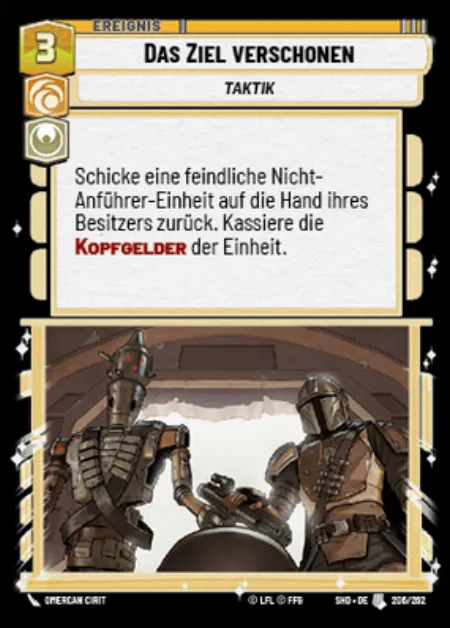 EREIGNIS
3
DAS ZIEL VERSCHONEN
TAKTIK
Schicke eine feindliche Nicht-
Anführer-Einheit auf die Hand ihres
Besitzers zurück. Kassiere die
KOPFGELDER der Einheit.
OMERCAN CIRIT
© LFL © FFG
SHD • DE
206/262